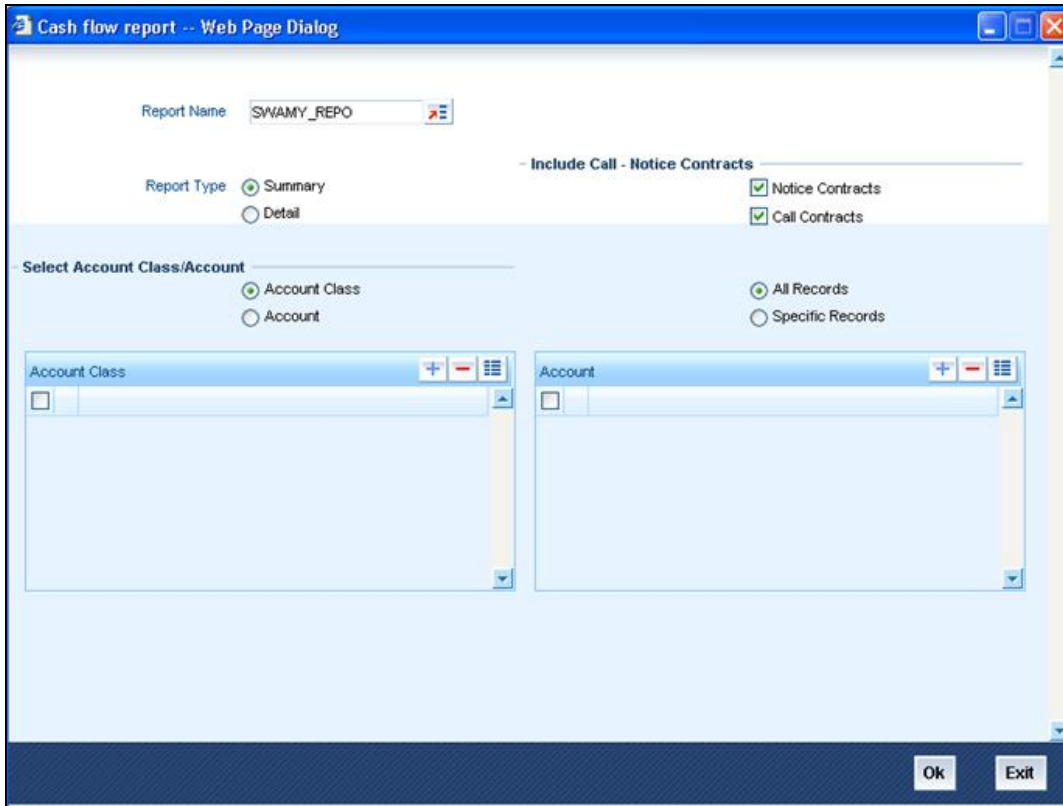 Cash flow report -- Web Page Dialog
Report Name SWAMY_REPO
Include Call - Notice Contracts
Report Type Summary
Notice Contracts
Detail
Call Contracts
Select Account Class/Account
Account Class
All Records
Account
Specific Records
Account Class
Account
Ok Exit